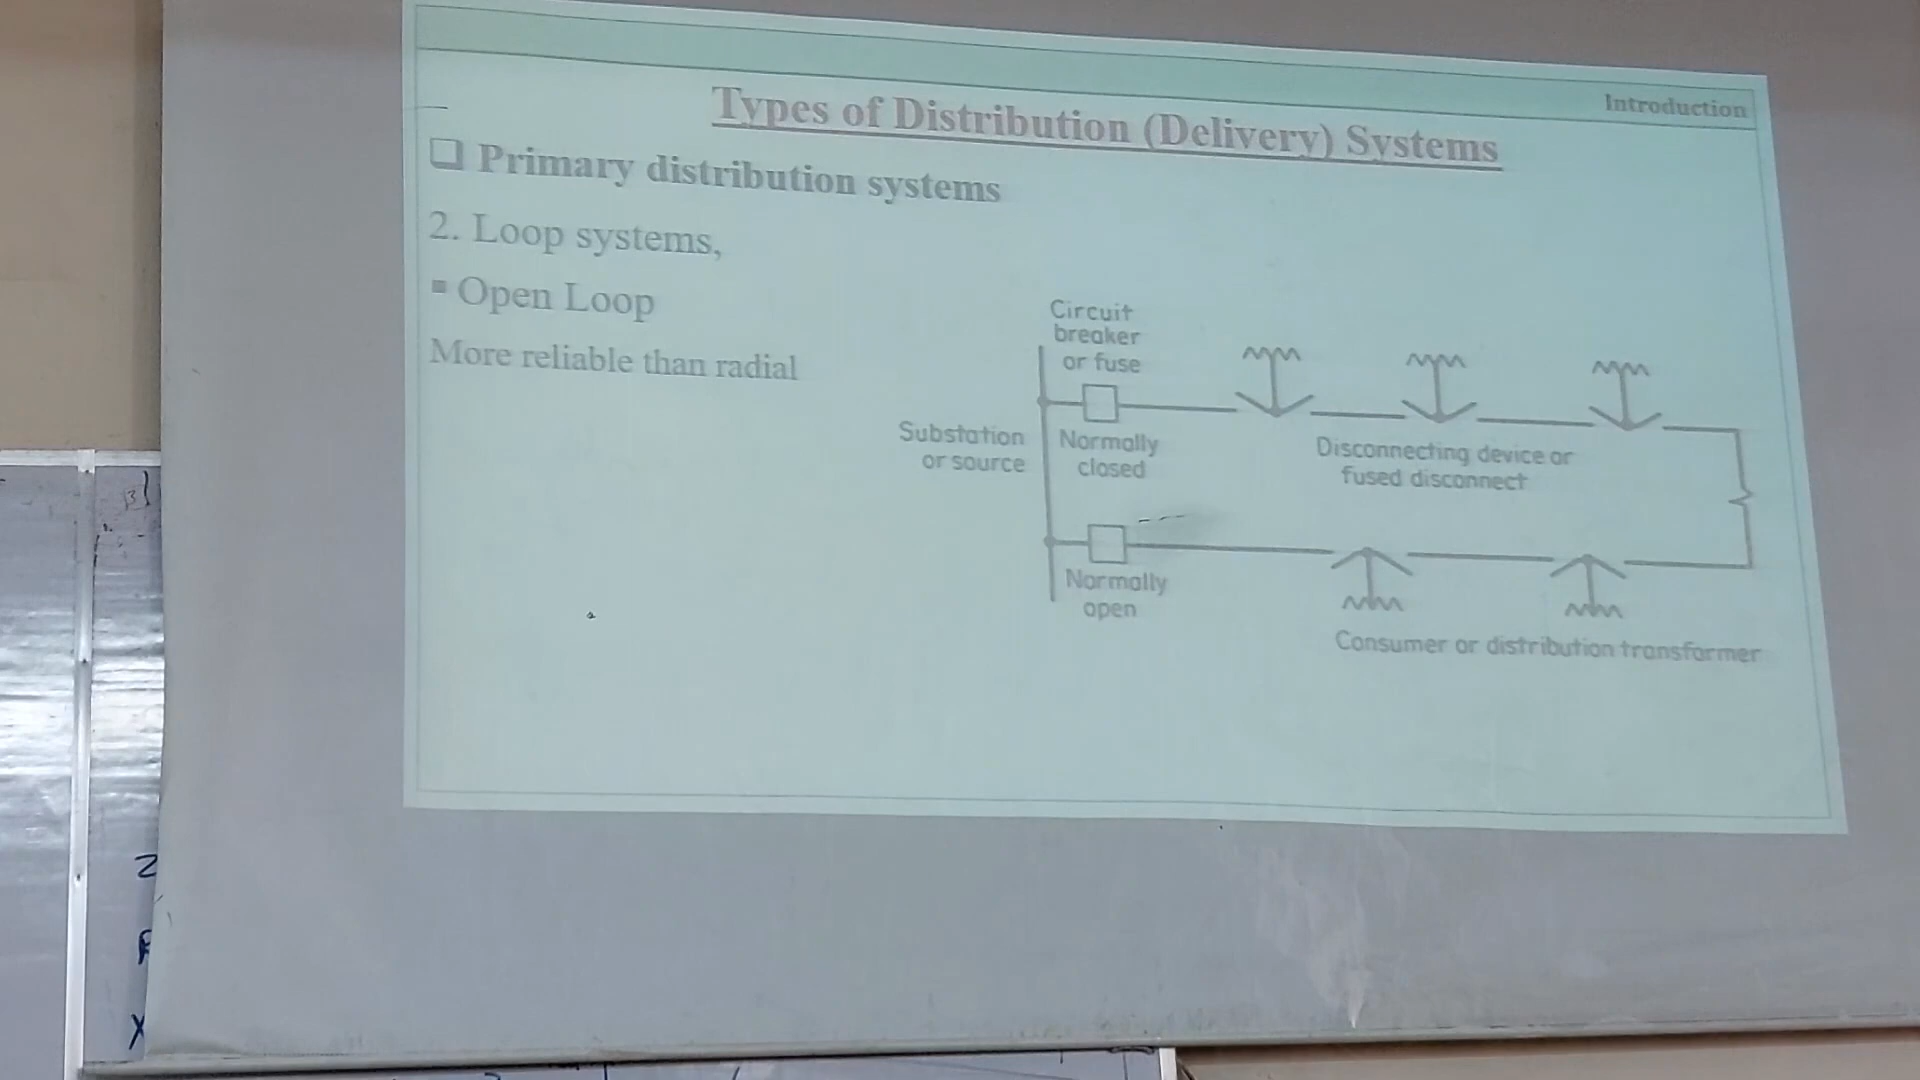 Introduction
Types of Distribution (Delivery) Systems
❑ Primary distribution systems
2. Loop systems,
▪ Open Loop
More reliable than radial
Circuit
breaker
or fuse
Substation
or source
Normally
closed
Disconnecting device or
fused disconnect
Normally
open
Consumer or distribution transformer
3
Z
R
X